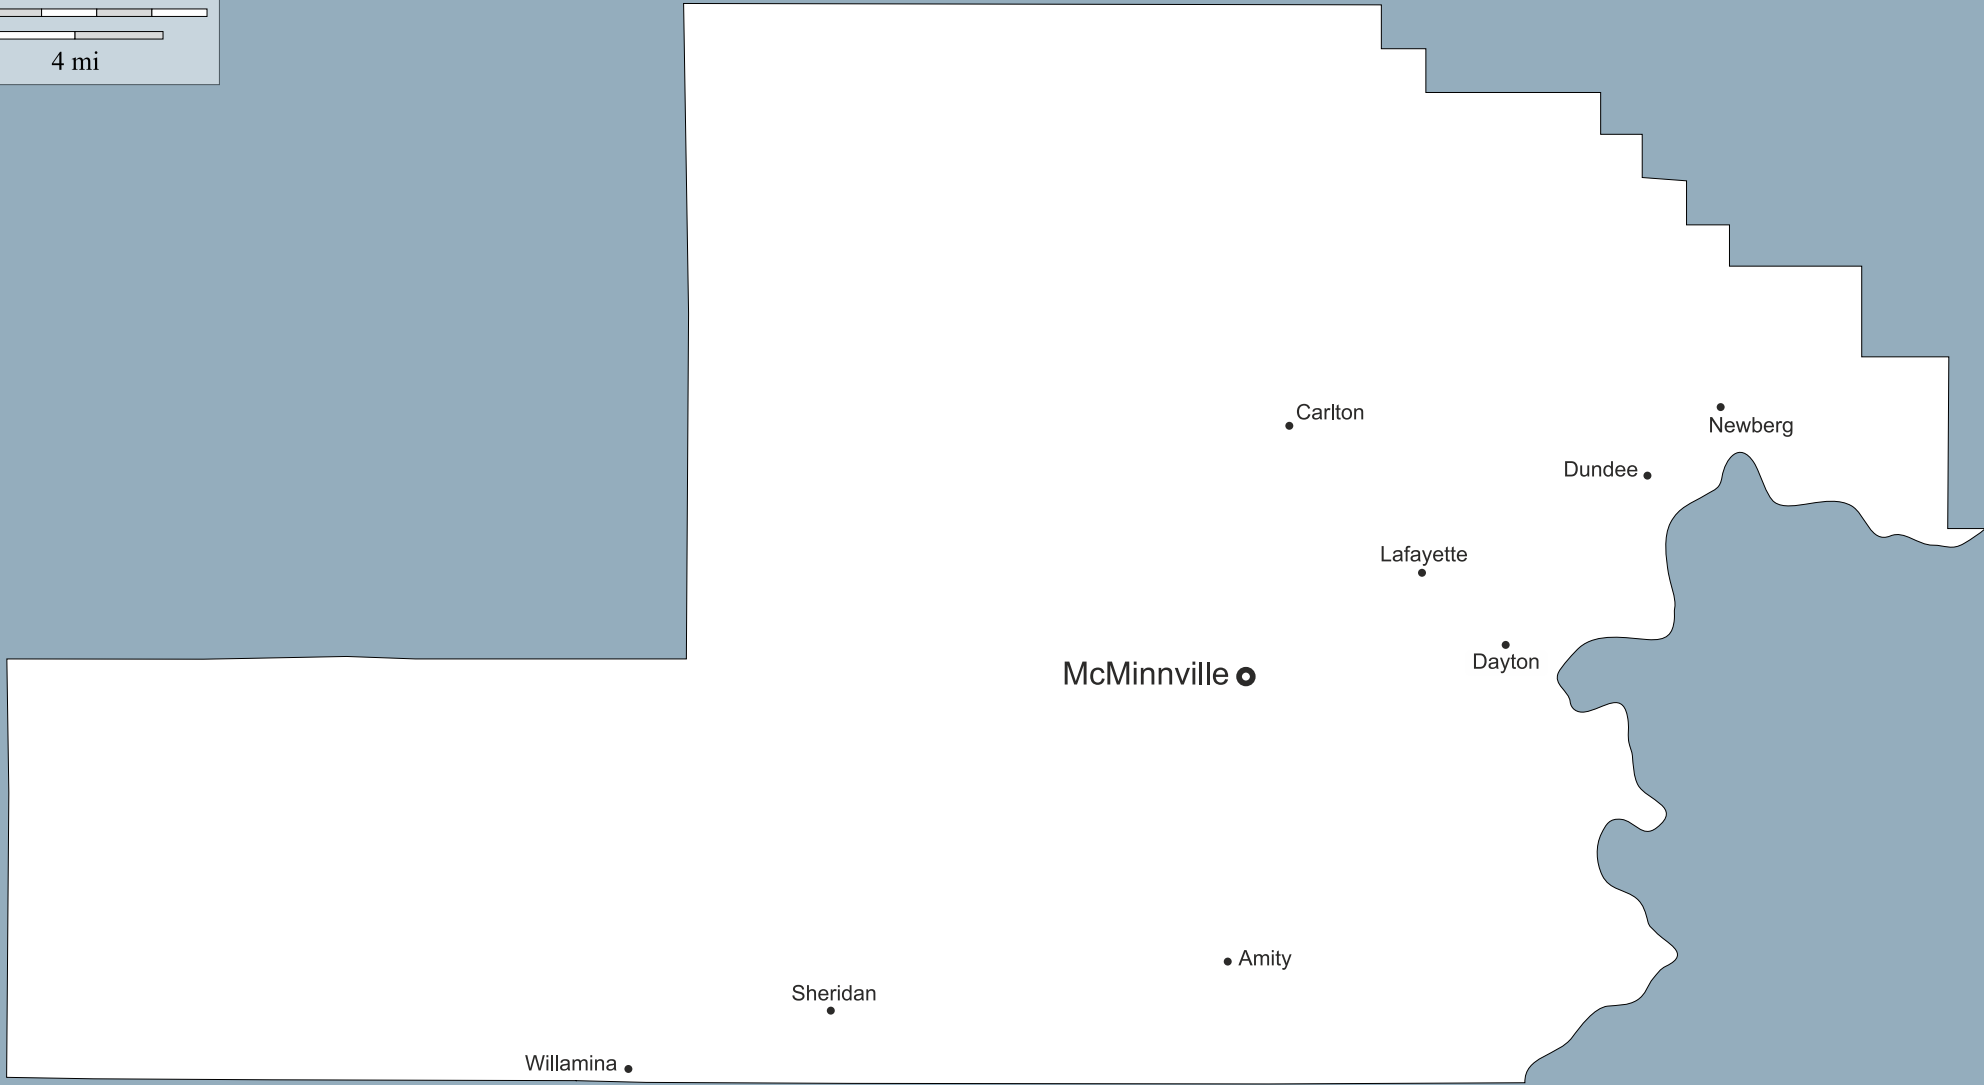 4 mi
Carlton
Newberg
Dundee
Lafayette
Dayton
McMinnville
Amity
Sheridan
Willamina